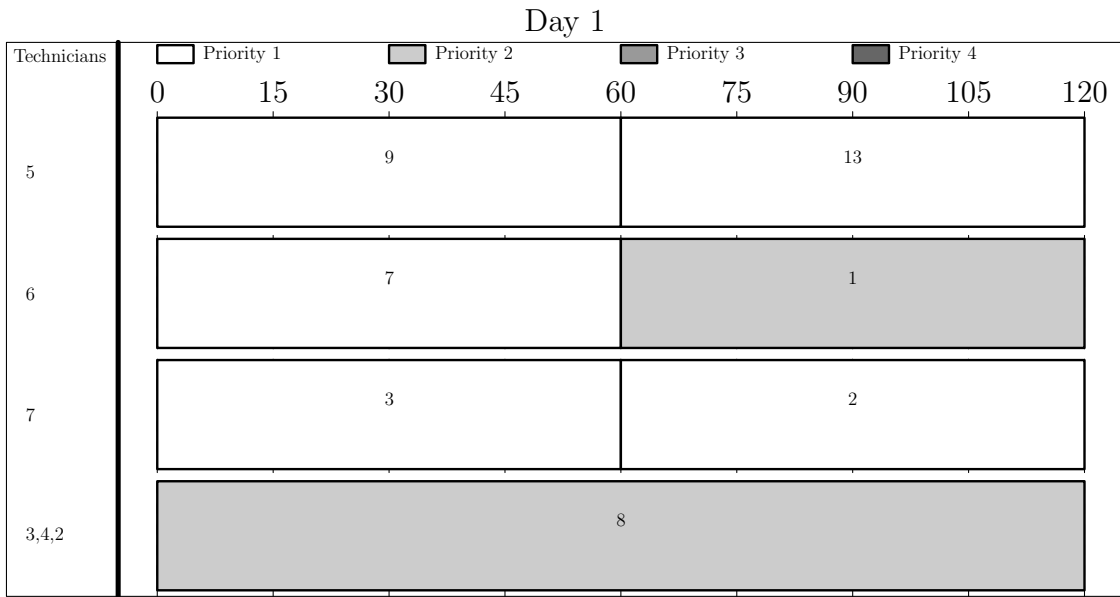 Day 1
Technicians Priority 1 Priority 2 Priority 3 Priority 4
0 15 30 45 60 75 90 105 120
5 9 13
6 7 1
7 3 2
3,4,2 8